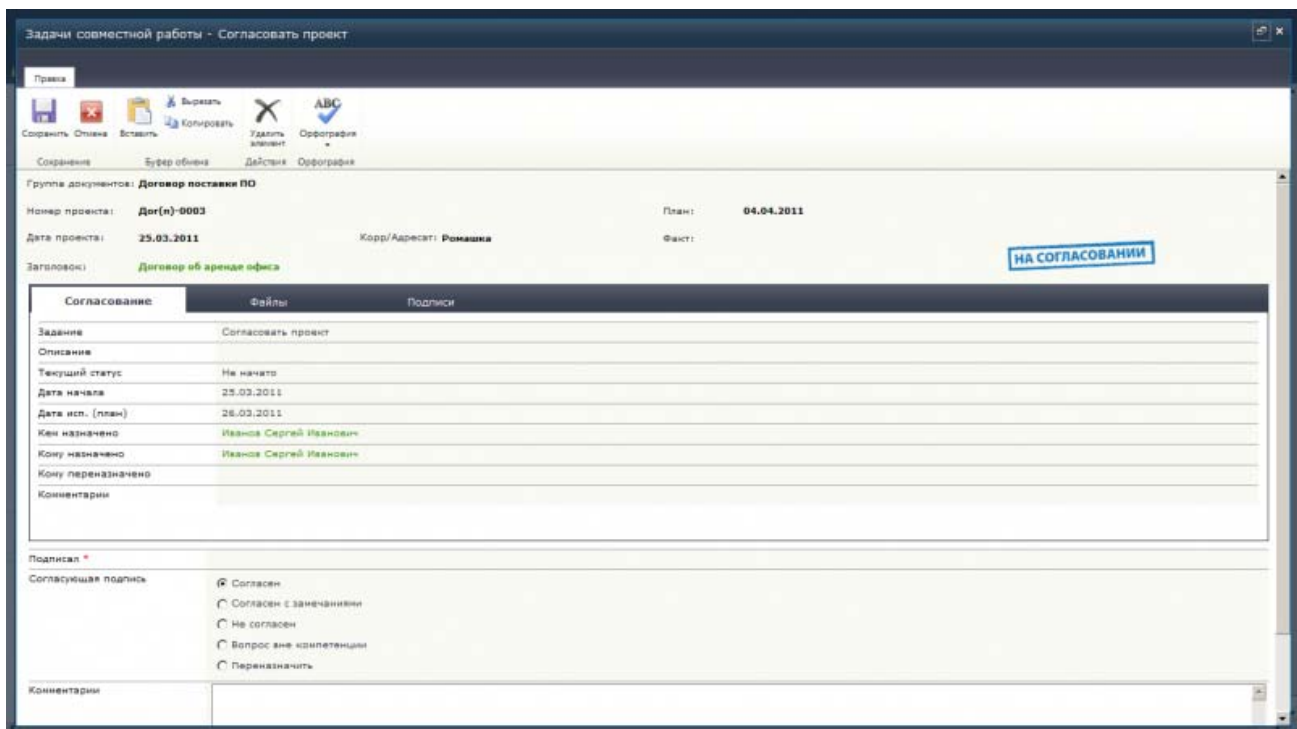 Задачи совместной работы - Согласовать проект
Правка
Вырезать
Копировать
Сохранить Отмена Вставить Удалить элемент Орфография
Сохранение Буфер обмена Действия Орфография
Группа документов: Договор поставки ПО
Номер проекта: Дог(п)-0003 План: 04.04.2011
Дата проекта: 25.03.2011 Корр/Адресат: Ромашка Факт:
НА СОГЛАСОВАНИИ
Заголовок: Договор об аренде офиса
Согласование Файлы Подписи
Задание Согласовать проект
Описание
Текущий статус Не начато
Дата начала 25.03.2011
Дата исп. (план) 26.03.2011
Кем назначено Иванов Сергей Иванович
Кому назначено Иванов Сергей Иванович
Кому переназначено
Комментарии
Подписал *
Согласующая подпись Согласен
Согласен с замечаниями
Не согласен
Вопрос вне компетенции
Переназначить
Комментарии